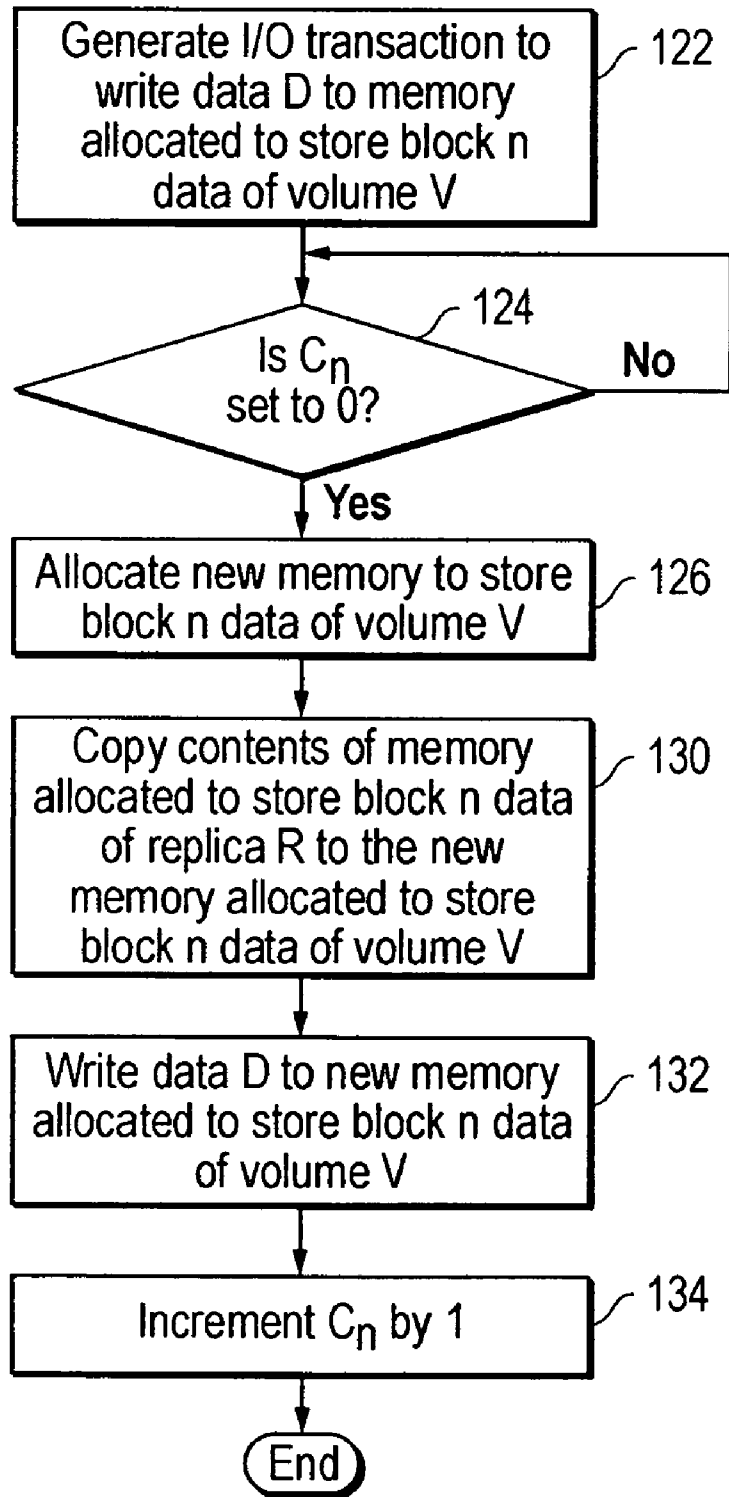 Generate I/O transaction to
write data D to memory
allocated to store block n
data of volume V
122
124
Is Cn
set to 0?
No
Yes
Allocate new memory to store
block n data of volume V
126
Copy contents of memory
allocated to store block n data
of replica R to the new
memory allocated to store
block n data of volume V
130
Write data D to new memory
allocated to store block n data
of volume V
132
Increment Cn by 1
134
End